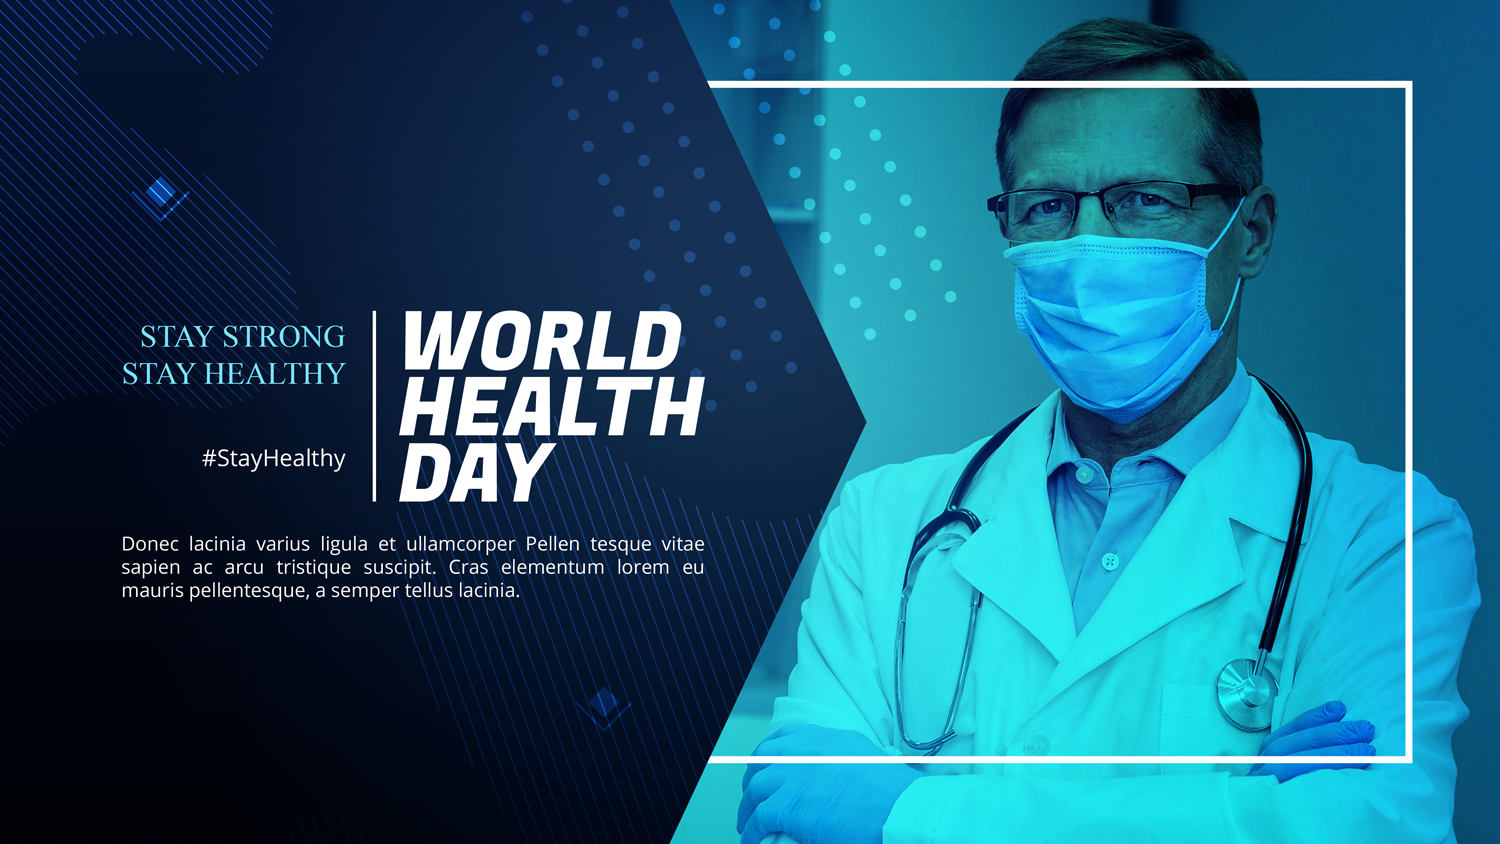 STAY STRONG
STAY HEALTHY
#StayHealthy
WORLD
HEALTH
DAY
Donec lacinia varius ligula et ullamcorper Pellen tesque vitae
sapien ac arcu tristique suscipit. Cras elementum lorem eu
mauris pellentesque, a semper tellus lacinia.